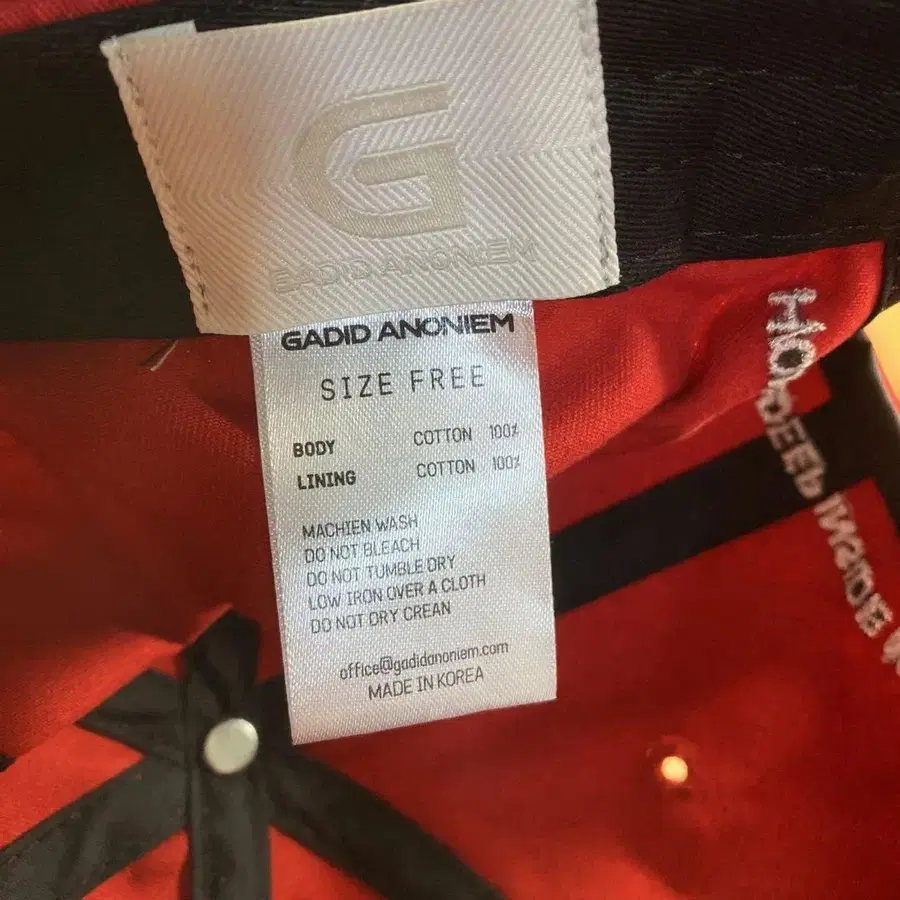 G
GADID ANONIEM
GADID ANONIEM
SIZE FREE
BODY COTTON 100%
LINING COTTON 100%
MACHIEN WASH
DO NOT BLEACH
DO NOT TUMBLE DRY
LOW IRON OVER A CLOTH
DO NOT DRY CREAN
office@gadidanoniem.com
MADE IN KOREA